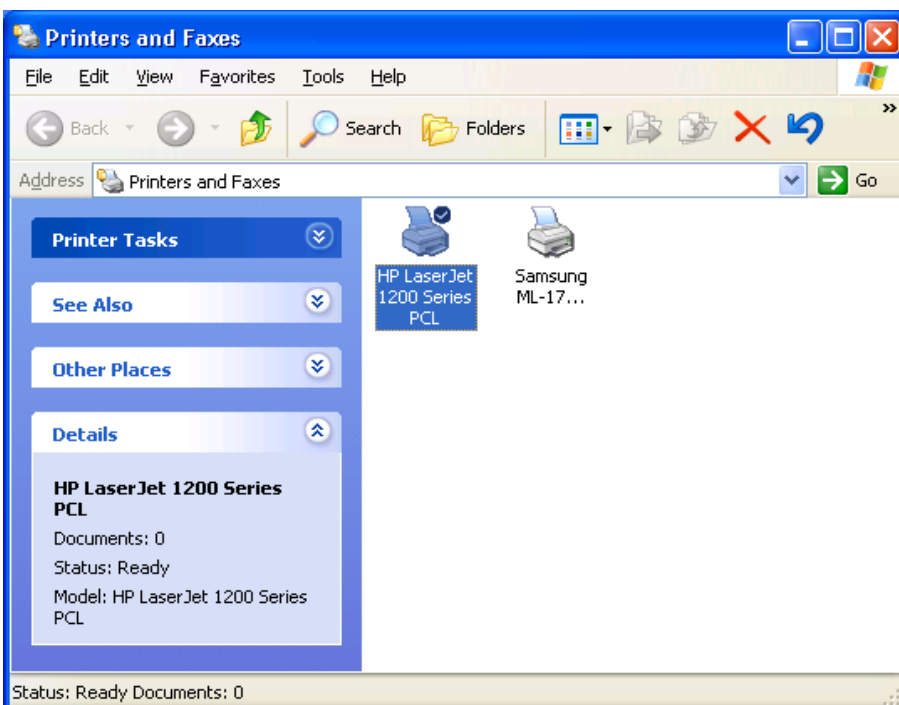 Printers and Faxes
File Edit View Favorites Tools Help
Back Search Folders »
Address Printers and Faxes Go
Printer Tasks
See Also
Other Places
Details
HP LaserJet 1200 Series
PCL
Documents: 0
Status: Ready
Model: HP LaserJet 1200 Series
PCL
HP LaserJet
1200 Series
PCL
Samsung
ML-17...
Status: Ready Documents: 0